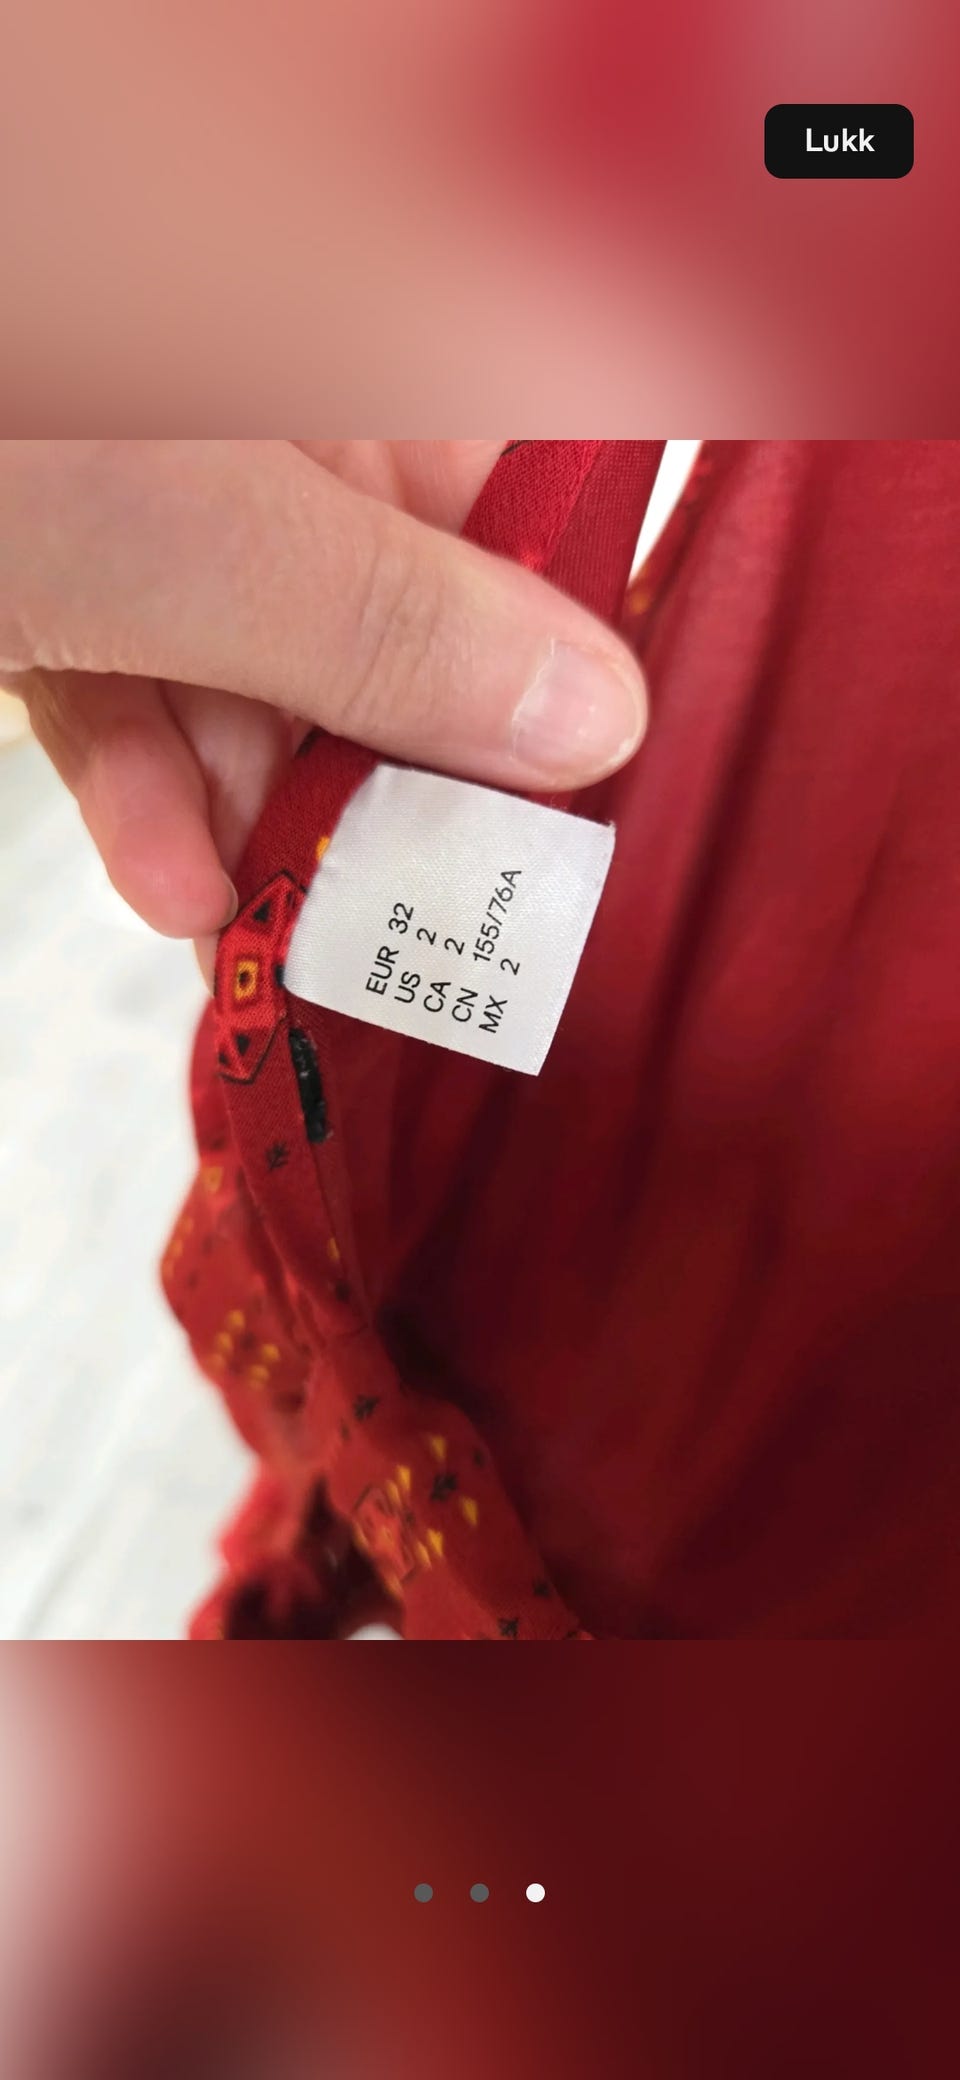 Lukk
EUR 32
US 2
CA 2
CN 155/76A
MX 2